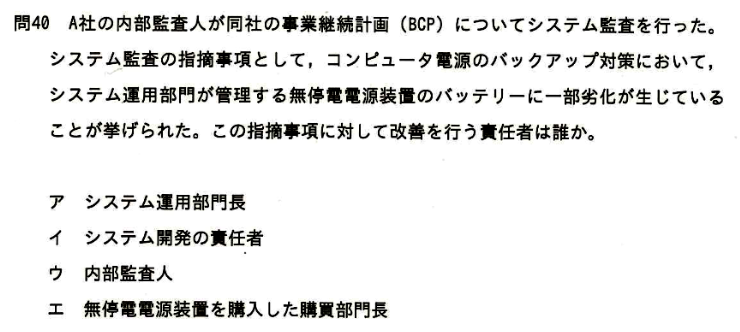 問40 A社の内部監査人が同社の事業継続計画（BCP）についてシステム監査を行った。
システム監査の指摘事項として，コンピュータ電源のバックアップ対策において，
システム運用部門が管理する無停電電源装置のバッテリーに一部劣化が生じている
ことが挙げられた。この指摘事項に対して改善を行う責任者は誰か。
ア システム運用部門長
イ システム開発の責任者
ウ 内部監査人
エ 無停電電源装置を購入した購買部門長